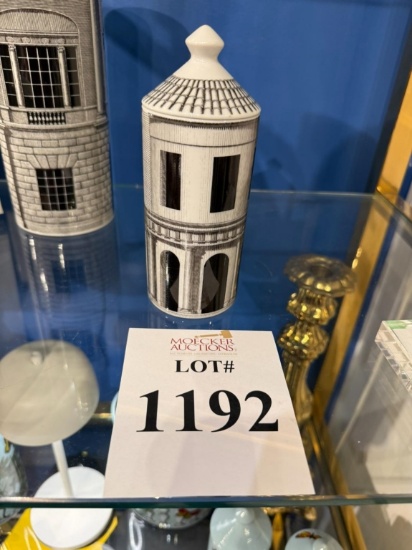 MOECKER
AUCTIONS
LOT#
1192